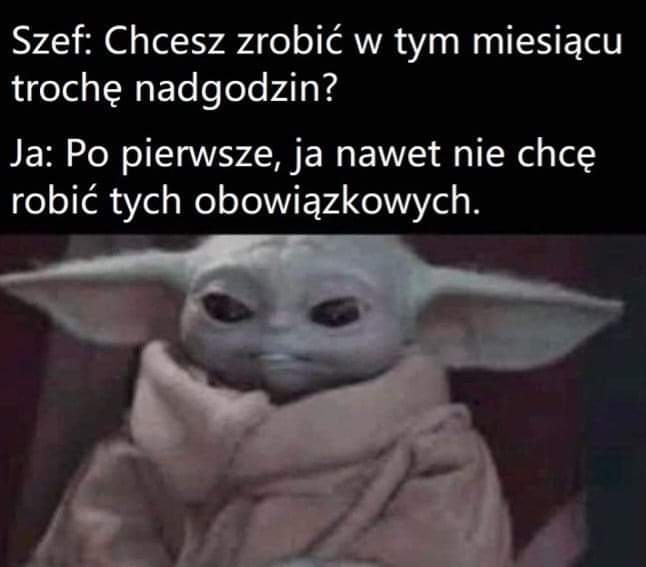 Szef: Chcesz zrobić w tym miesiącu
trochę nadgodzin?
Ja: Po pierwsze, ja nawet nie chcę
robić tych obowiązkowych.